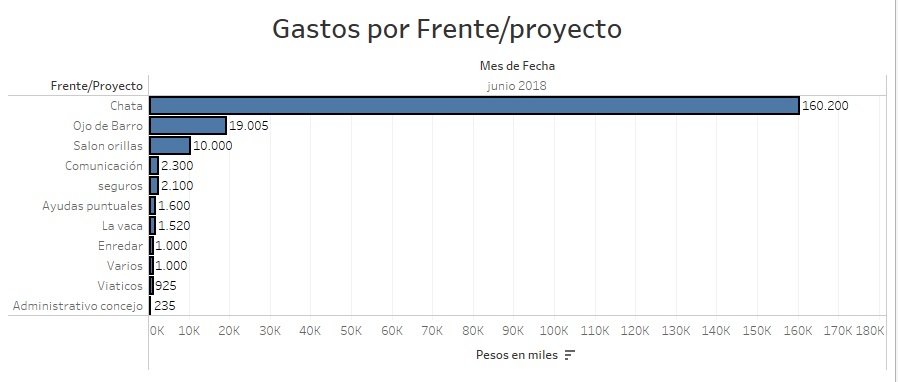 Gastos por Frente/proyecto
Mes de Fecha
Frente/Proyecto junio 2018
Chata 160.200
Ojo de Barro 19.005
Salon orillas 10.000
Comunicación 2.300
seguros 2.100
Ayudas puntuales 1.600
La vaca 1.520
Enredar 1.000
Varios 1.000
Viaticos 925
Administrativo concejo 235
0K 10K 20K 30K 40K 50K 60K 70K 80K 90K 100K 110K 120K 130K 140K 150K 160K 170K 180K
Pesos en miles